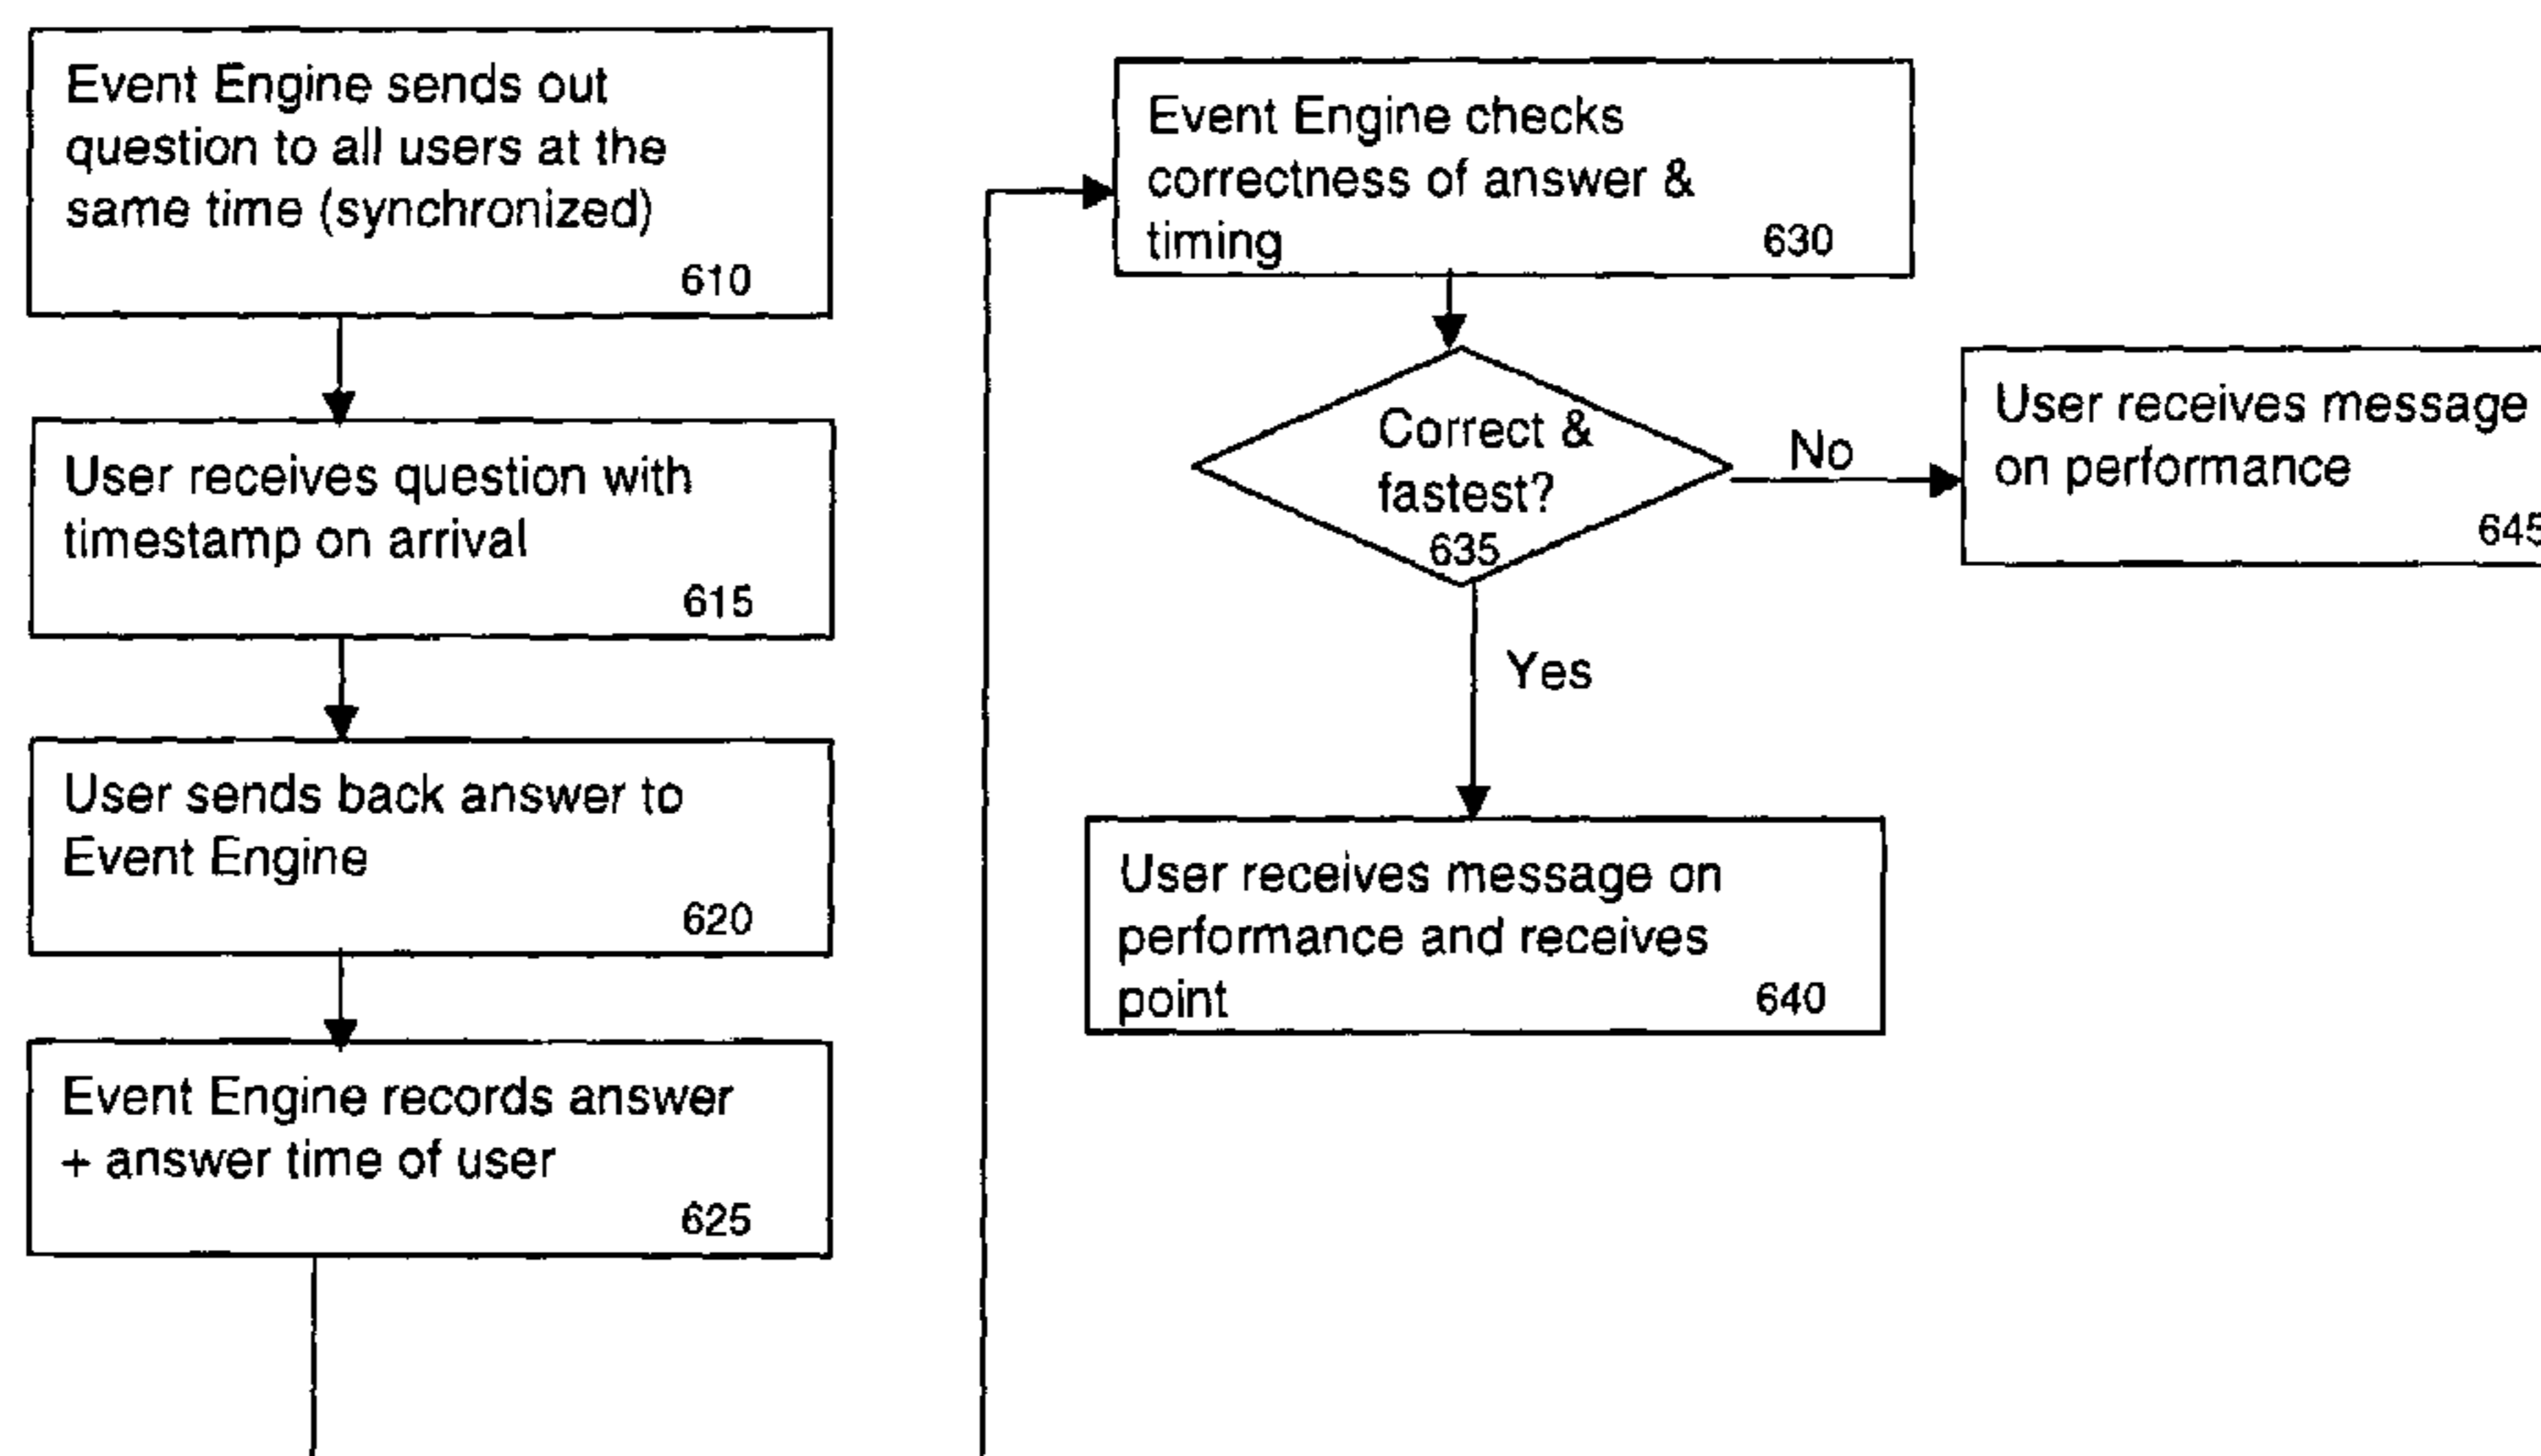 Event Engine sends out
question to all users at the
same time (synchronized)
610
User receives question with
timestamp on arrival
615
User sends back answer to
Event Engine
620
Event Engine records answer
+ answer time of user
625
Event Engine checks
correctness of answer &
timing
630
Correct &
fastest?
635
No
User receives message
on performance
645
Yes
User receives message on
performance and receives
point
640